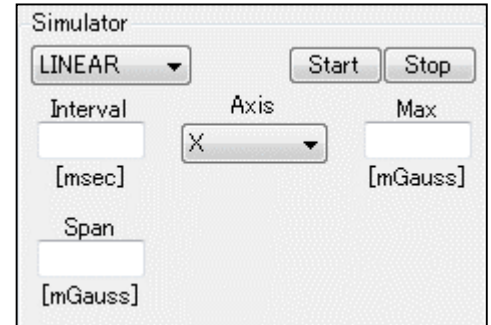 Simulator
LINEAR Start Stop
Interval Axis Max
X
[msec] [mGauss]
Span
[mGauss]